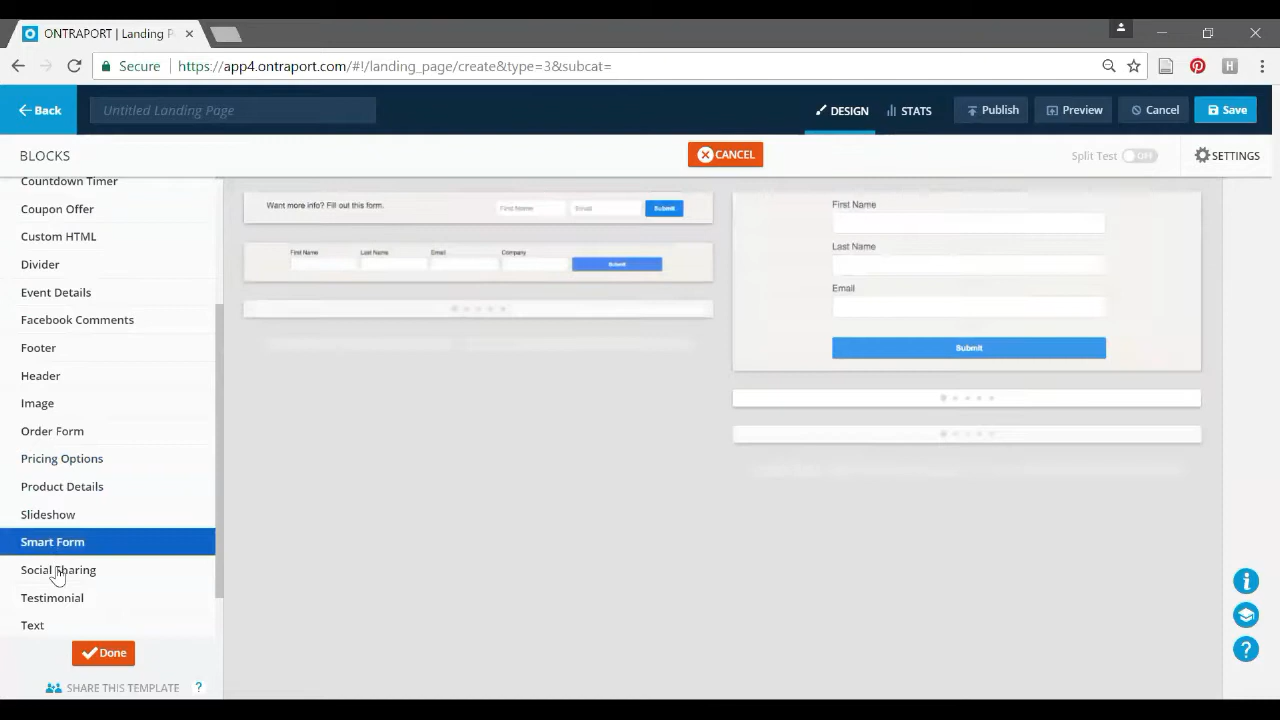 ONTRAPORT | Landing P
Secure
https://app4.ontraport.com/#!/landing_page/create&type=3&subcat=
H
Back
Untitled Landing Page
DESIGN
STATS
Publish
Preview
Cancel
Save
BLOCKS
CANCEL
Split Test
OFF
SETTINGS
Countdown Timer
Coupon Offer
Custom HTML
Divider
Event Details
Facebook Comments
Footer
Header
Image
Order Form
Pricing Options
Product Details
Slideshow
Smart Form
Social Sharing
Testimonial
Text
Done
SHARE THIS TEMPLATE
?
Want more info? Fill out this form.
First Name
Email
Submit
First Name
Last Name
Email
Company
Submit
First Name
Last Name
Email
Submit
i
?